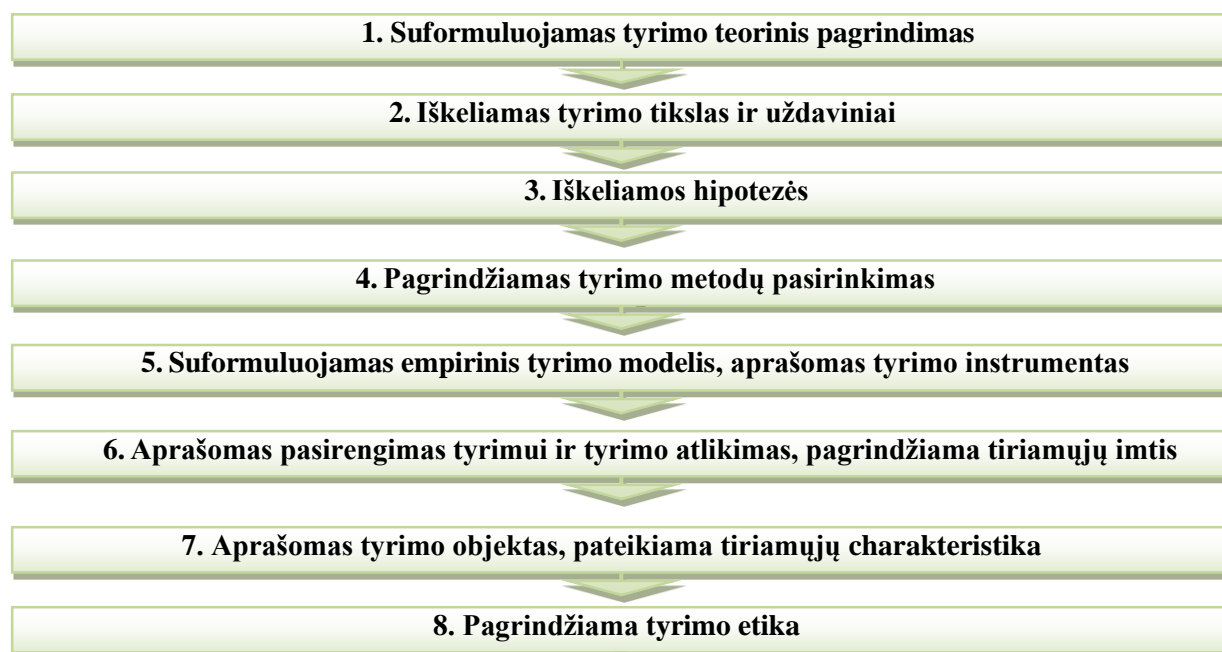 1. Suformuluojamas tyrimo teorinis pagrindimas
2. Iškeliamas tyrimo tikslas ir uždaviniai
3. Iškeliamos hipotezės
4. Pagrindžiamas tyrimo metodų pasirinkimas
5. Suformuluojamas empirinis tyrimo modelis, aprašomas tyrimo instrumentas
6. Aprašomas pasirengimas tyrimui ir tyrimo atlikimas, pagrindžiama tiriamųjų imtis
7. Aprašomas tyrimo objektas, pateikiama tiriamųjų charakteristika
8. Pagrindžiama tyrimo etika